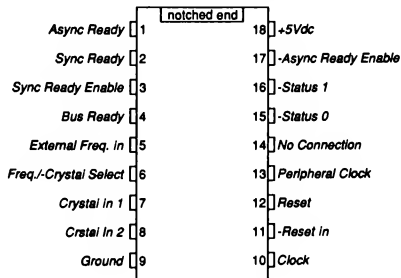 notched end
Async Ready 1
18 +5Vdc
Sync Ready 2
17 -Async Ready Enable
Sync Ready Enable 3
16 -Status 1
Bus Ready 4
15 -Status 0
External Freq. in 5
14 No Connection
Freq./-Crystal Select 6
13 Peripheral Clock
Crystal in 1 7
12 Reset
Crstal In 2 8
11 -Reset in
Ground 9
10 Clock